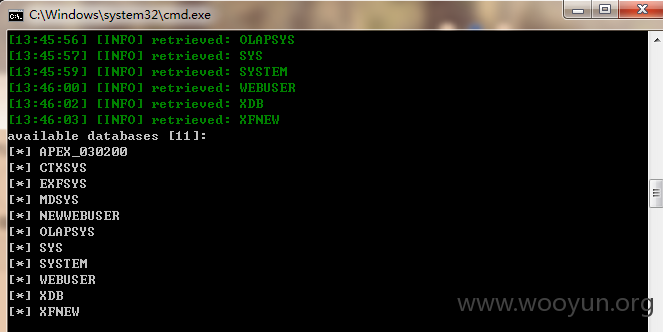 C:\Windows\system32\cmd.exe
[13:45:56] [INFO] retrieved: OLAPSYS
[13:45:57] [INFO] retrieved: SYS
[13:45:59] [INFO] retrieved: SYSTEM
[13:46:00] [INFO] retrieved: WEBUSER
[13:46:02] [INFO] retrieved: XDB
[13:46:03] [INFO] retrieved: XFNEW
available databases [11]:
[*] APEX_030200
[*] CTXSYS
[*] EXFSYS
[*] MDSYS
[*] NEWWEBUSER
[*] OLAPSYS
[*] SYS
[*] SYSTEM
[*] WEBUSER
[*] XDB
[*] XFNEW
www.wooyun.org